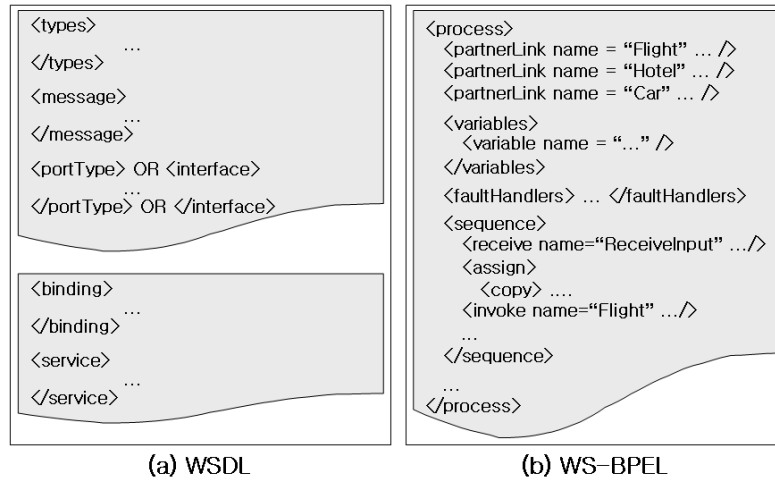 <types>
...
</types>
<message>
...
</message>
<portType> OR <interface>
...
</portType> OR </interface>
<binding>
...
</binding>
<service>
...
</service>
(a) WSDL
<process>
<partnerLink name = “Flight” ... />
<partnerLink name = “Hotel” ... />
<partnerLink name = “Car” ... />
<variables>
<variable name = “...” />
</variables>
<faultHandlers> ... </faultHandlers>
<sequence>
<receive name=“ReceiveInput” .../>
<assign>
<copy> ....
<invoke name=“Flight” .../>
...
</sequence>
...
</process>
(b) WS-BPEL